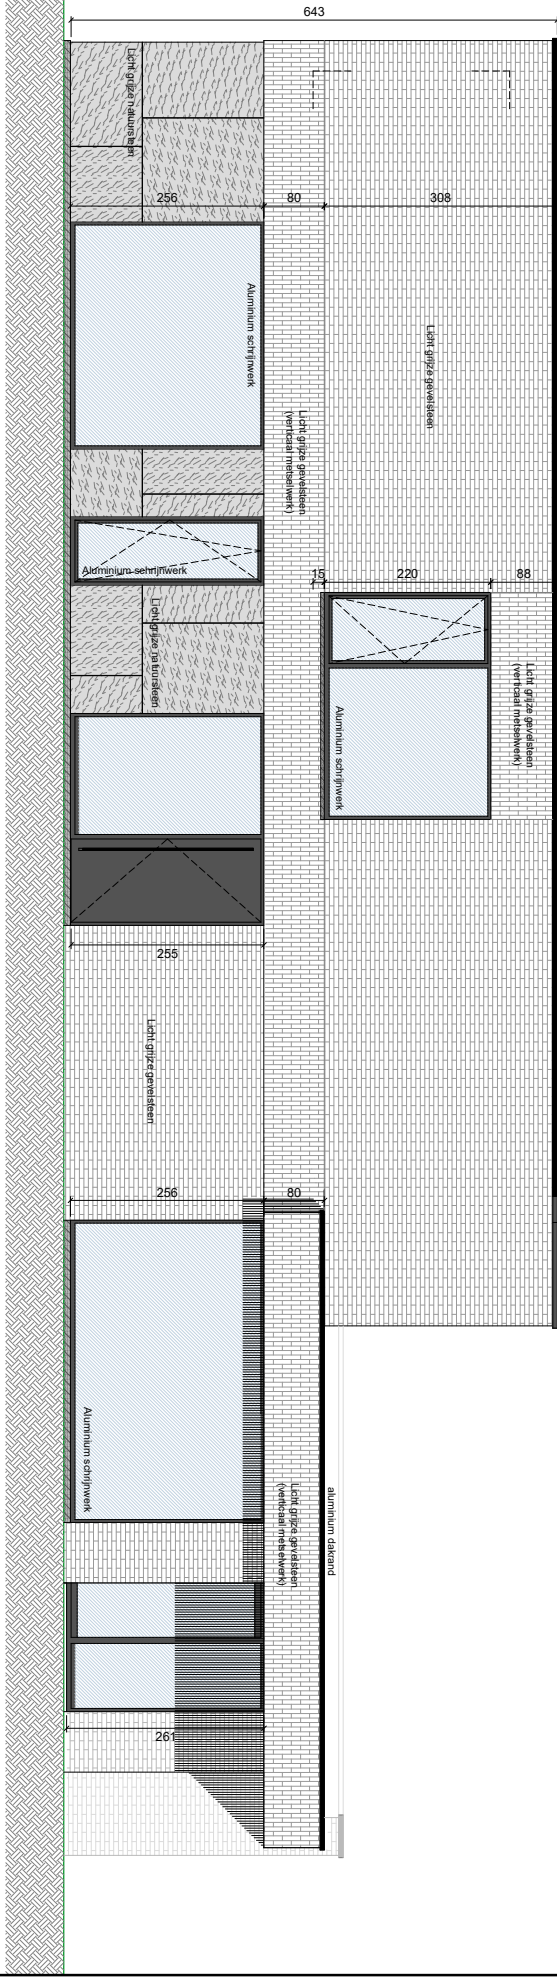 643
Licht grijze natuursteen
256
80
308
Aluminium schrijnwerk
Licht grijze gevelsteen
Licht grijze gevelsteen
(verticaal metselwerk)
Aluminium schrijnwerk
15
220
88
Licht grijze natuursteen
Licht grijze gevelsteen
(verticaal metselwerk)
Aluminium schrijnwerk
255
Licht grijze gevelsteen
256
80
Aluminium schrijnwerk
Licht grijze gevelsteen
(verticaal metselwerk)
aluminium dakrand
261